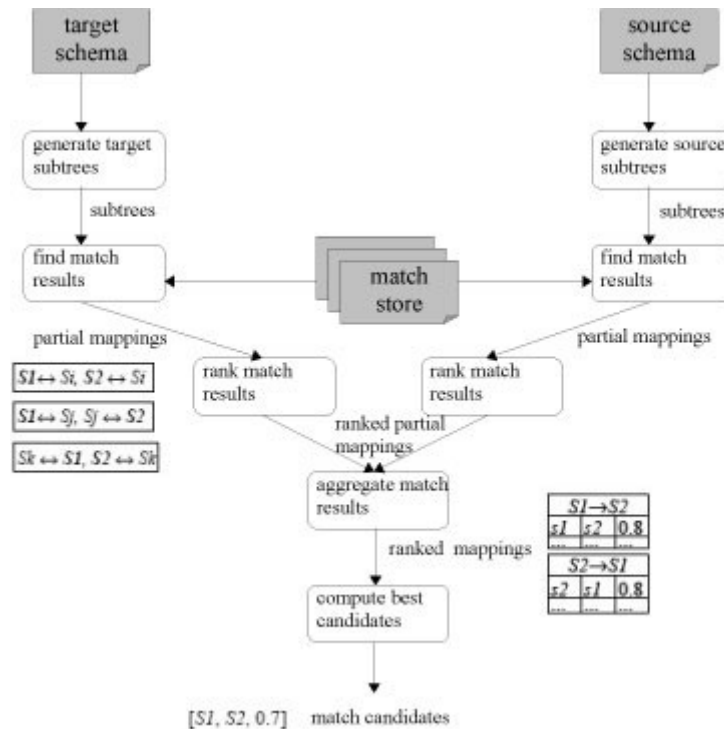 target
schema
source
schema
generate target
subtrees
generate source
subtrees
subtrees
subtrees
find match
results
match
store
find match
results
partial mappings
partial mappings
S1↔Si, S2↔Si
S1↔Sj, Sj↔S2
Sk↔S1, S2↔Sk
rank match
results
rank match
results
ranked partial
mappings
aggregate match
results
S1→S2
s1 s2 0.8
... ... ...
S2→S1
s2 s1 0.8
... ... ...
ranked mappings
compute best
candidates
[S1, S2, 0.7] match candidates